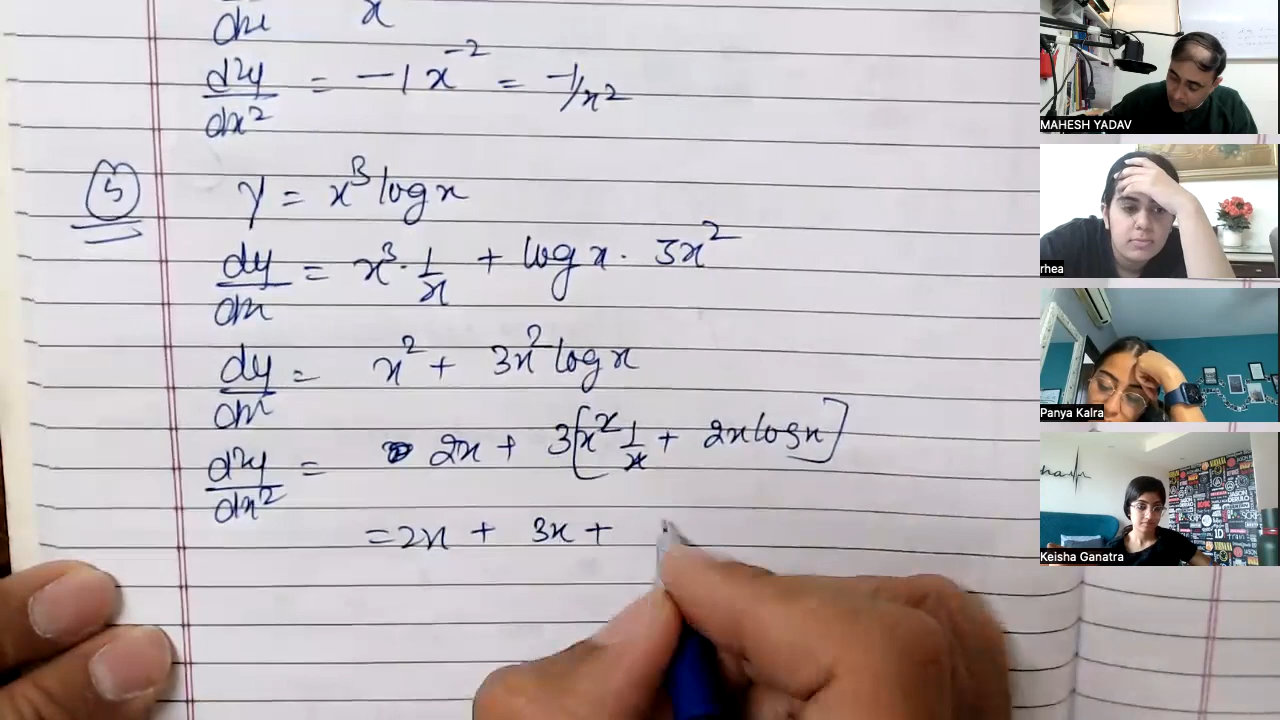 dx x
d²y/dx² = -1x⁻² = -1/x²
5
y = x³ log x
dy/dx = x³ · 1/x + log x · 3x²
dy/dx = x² + 3x² log x
d²y/dx² = 2x + 3[x² 1/x + 2x log x]
= 2x + 3x +
MAHESH YADAV
rhea
Panya Kalra
Keisha Ganatra